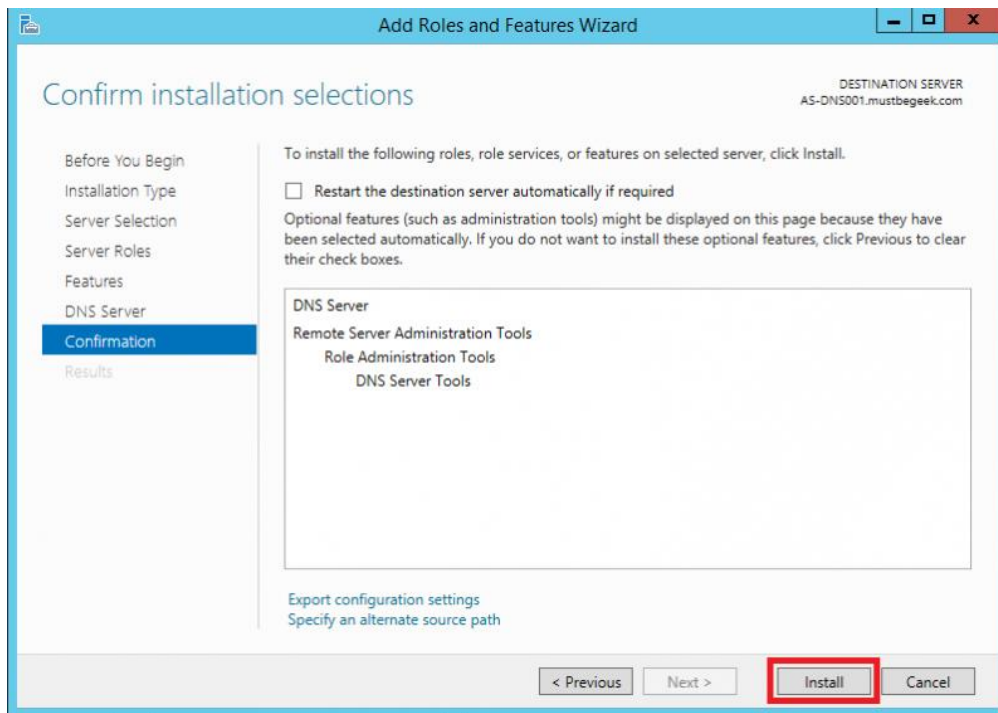 Add Roles and Features Wizard
Confirm installation selections
DESTINATION SERVER
AS-DNS001.mustbegeek.com
Before You Begin
Installation Type
Server Selection
Server Roles
Features
DNS Server
Confirmation
Results
To install the following roles, role services, or features on selected server, click Install.
Restart the destination server automatically if required
Optional features (such as administration tools) might be displayed on this page because they have
been selected automatically. If you do not want to install these optional features, click Previous to clear
their check boxes.
DNS Server
Remote Server Administration Tools
Role Administration Tools
DNS Server Tools
Export configuration settings
Specify an alternate source path
< Previous
Next >
Install
Cancel